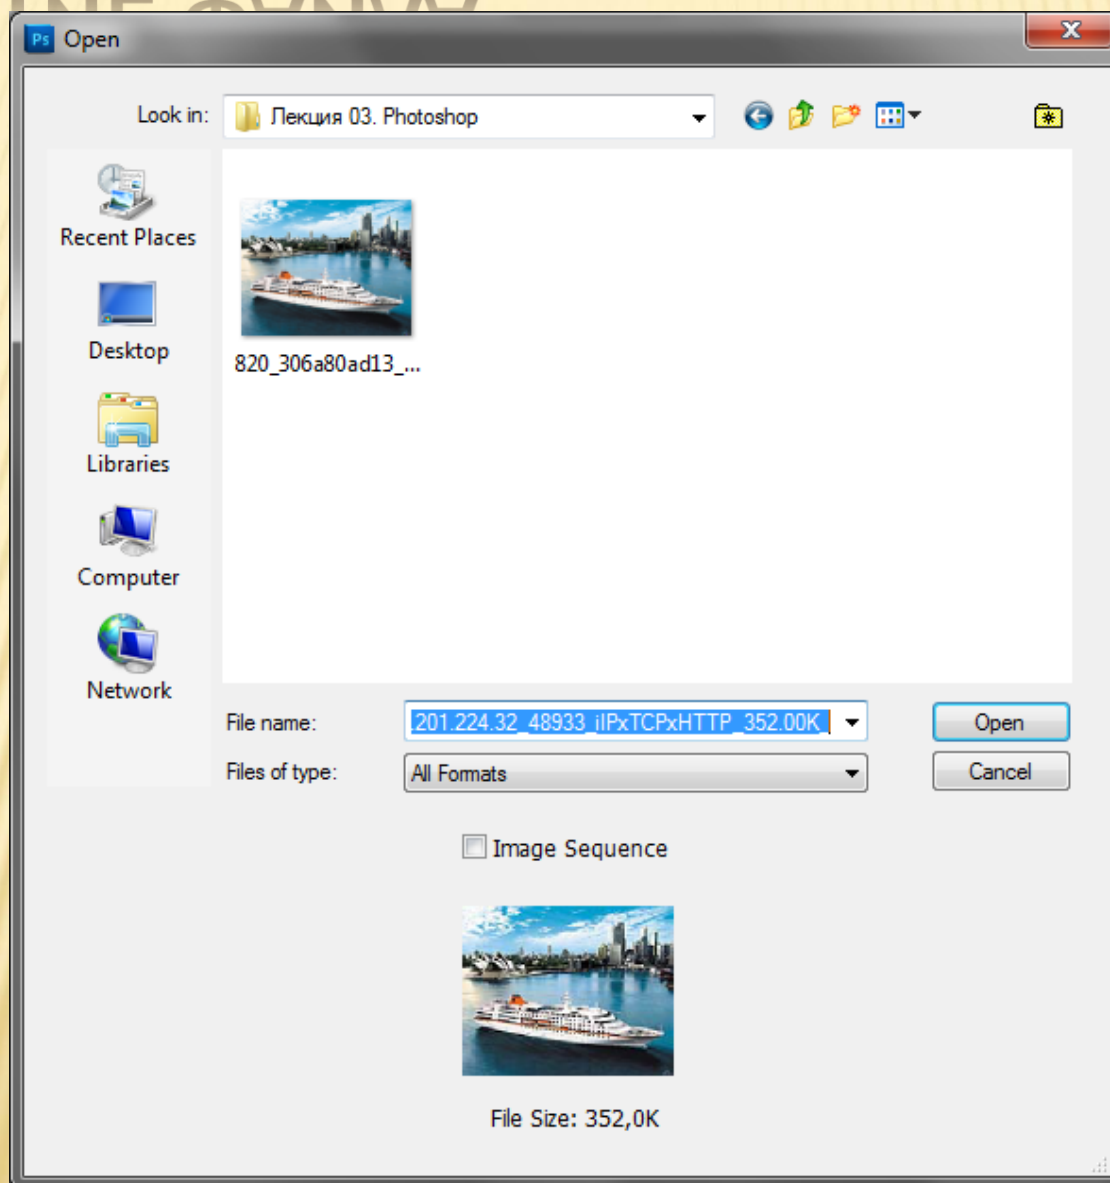 Ps Open
Look in:
Лекция 03. Photoshop
Recent Places
Desktop
Libraries
Computer
Network
820_306a80ad13_...
File name:
201.224.32_48933_iIPxTCPxHTTP_352.00K_
Open
Files of type:
All Formats
Cancel
Image Sequence
File Size: 352,0K